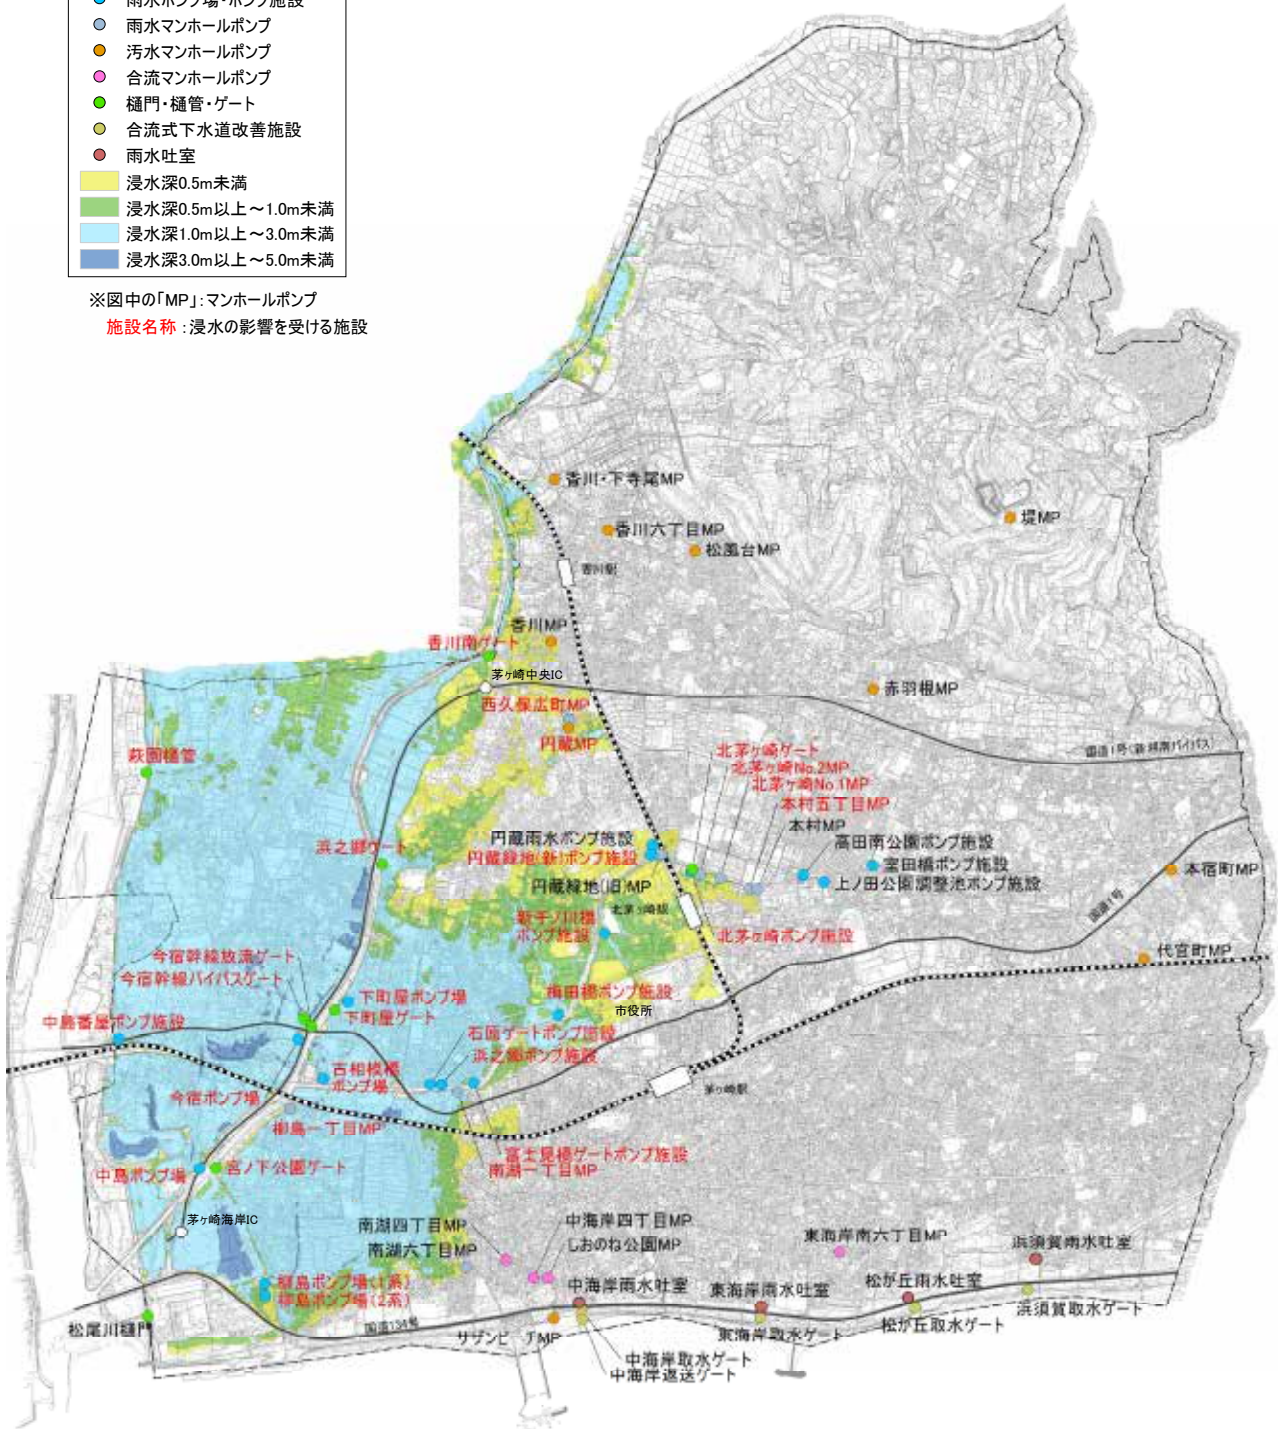 雨水ポンプ場・ポンプ施設
雨水マンホールポンプ
汚水マンホールポンプ
合流マンホールポンプ
樋門・樋管・ゲート
合流式下水道改善施設
雨水吐室
浸水深0.5m未満
浸水深0.5m以上～1.0m未満
浸水深1.0m以上～3.0m未満
浸水深3.0m以上～5.0m未満
※図中の「MP」：マンホールポンプ
施設名称：浸水の影響を受ける施設
香川・下寺尾MP
堤MP
香川六丁目MP
松風台MP
香川駅
香川MP
香川南ゲート
茅ヶ崎中央IC
赤羽根MP
西久保広町MP
円蔵MP
国道1号(新湘南バイパス)
萩園樋管
北茅ヶ崎ゲート
北茅ヶ崎No.2MP
北茅ヶ崎No.1MP
本村五丁目MP
本村MP
円蔵雨水ポンプ施設
高田南公園ポンプ施設
浜之郷ゲート
円蔵緑地(新)ポンプ施設
室田橋ポンプ施設
本宿町MP
円蔵緑地(旧)MP
上ノ田公園調整池ポンプ施設
北茅ヶ崎駅
国道1号
新千ノ川橋
ポンプ施設
北茅ヶ崎ポンプ施設
代官町MP
今宿幹線放流ゲート
今宿幹線バイパスゲート
梅田橋ポンプ施設
下町屋ポンプ場
市役所
下町屋ゲート
中島番屋ポンプ施設
石原ゲートポンプ施設
浜之郷ポンプ施設
古相模橋
ポンプ場
茅ヶ崎駅
今宿ポンプ場
柳島一丁目MP
富士見橋ゲートポンプ施設
南湖一丁目MP
中島ポンプ場
宮ノ下公園ゲート
茅ヶ崎海岸IC
南湖四丁目MP
中海岸四丁目MP
東海岸南六丁目MP
しおのね公園MP
南湖六丁目MP
浜須賀雨水吐室
柳島ポンプ場(1系)
柳島ポンプ場(2系)
中海岸雨水吐室
東海岸雨水吐室
松が丘雨水吐室
浜須賀取水ゲート
松尾川樋門
国道134号
サザンビーチMP
東海岸取水ゲート
松が丘取水ゲート
中海岸取水ゲート
中海岸返送ゲート